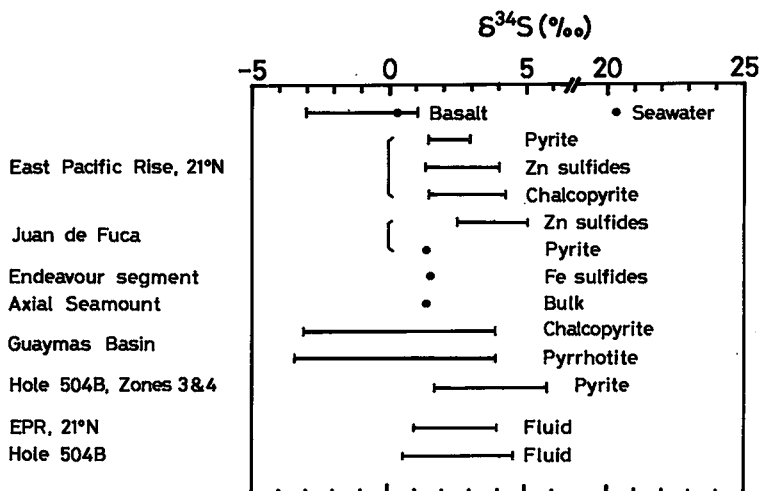 δ³⁴S (‰)
-5 0 5 20 25
Basalt Seawater
Pyrite
East Pacific Rise, 21°N Zn sulfides
Chalcopyrite
Zn sulfides
Juan de Fuca
Pyrite
Endeavour segment Fe sulfides
Axial Seamount Bulk
Chalcopyrite
Guaymas Basin
Pyrrhotite
Hole 504B, Zones 3&4 Pyrite
EPR, 21°N Fluid
Hole 504B Fluid